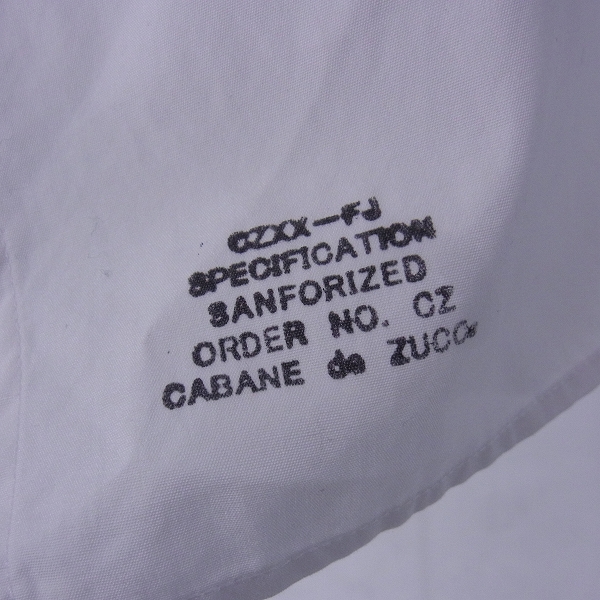 CZXX-FJ
SPECIFICATION
SANFORIZED
ORDER NO. CZ
CABANE de ZUCCa